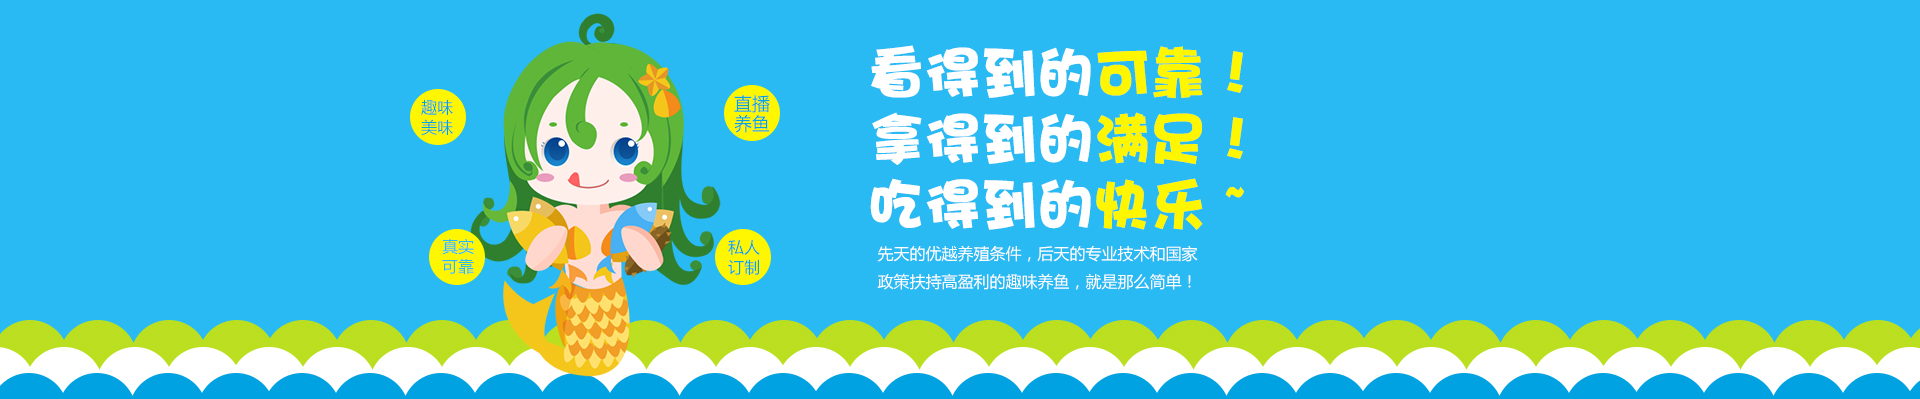 趣味
美味
直播
养鱼
真实
可靠
私人
订制
看得到的可靠！
拿得到的满足！
吃得到的快乐~
先天的优越养殖条件，后天的专业技术和国家
政策扶持高盈利的趣味养鱼，就是那么简单！